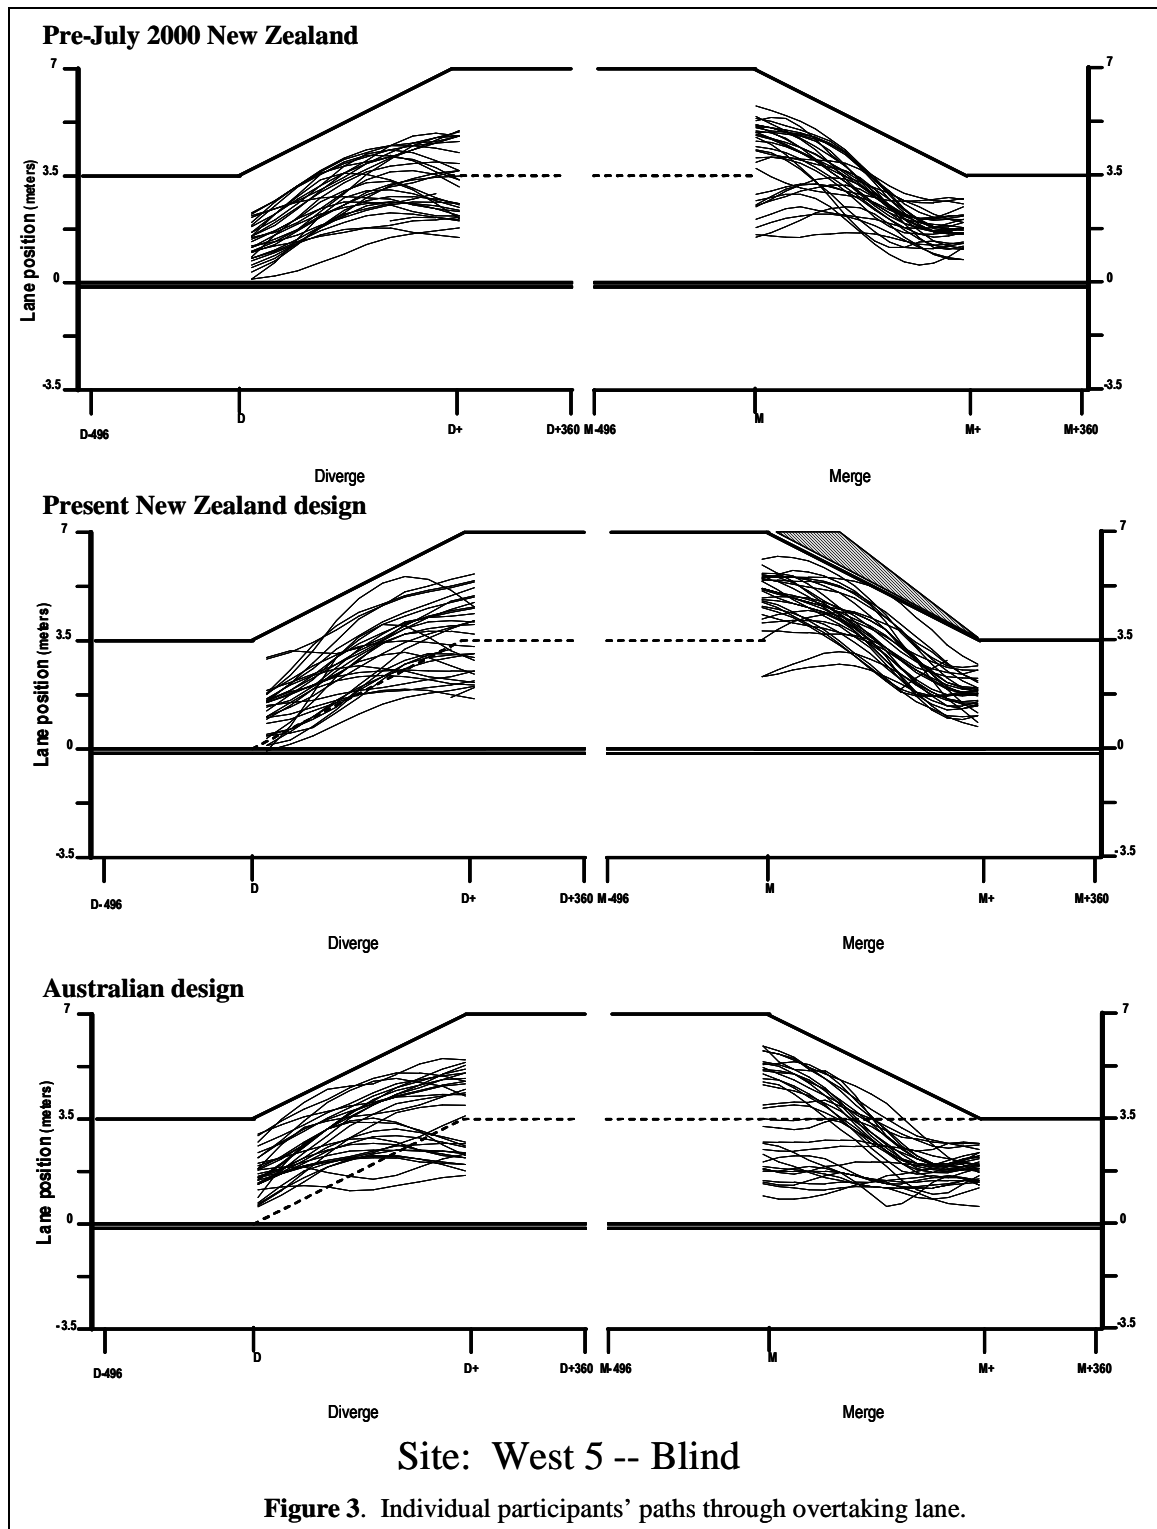 Pre-July 2000 New Zealand
7 7
3.5 3.5
0 0
-3.5 -3.5
Lane position (meters)
D-496 D D+ D+360 M-496 M M+ M+360
Diverge Merge
Present New Zealand design
7 7
3.5 3.5
0 0
-3.5 -3.5
Lane position (meters)
D-496 D D+ D+360 M-496 M M+ M+360
Diverge Merge
Australian design
7 7
3.5 3.5
0 0
-3.5 -3.5
Lane position (meters)
D-496 D D+ D+360 M-496 M M+ M+360
Diverge Merge
Site: West 5 -- Blind
Figure 3. Individual participants’ paths through overtaking lane.